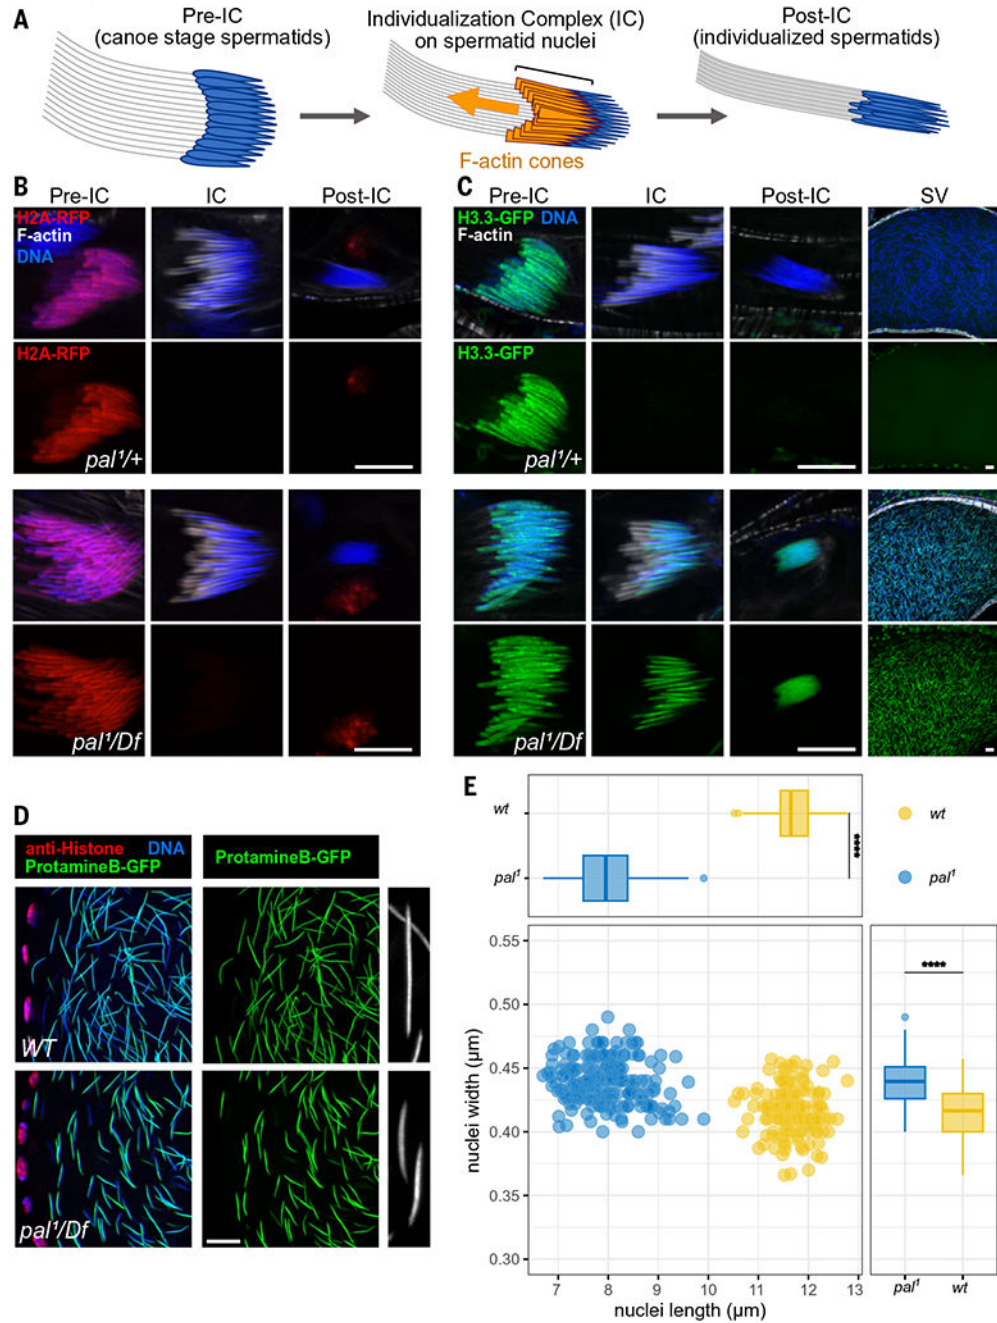 A
Pre-IC
(canoe stage spermatids)
Individualization Complex (IC)
on spermatid nuclei
Post-IC
(individualized spermatids)
F-actin cones
B
Pre-IC IC Post-IC
H2A-RFP
F-actin
DNA
H2A-RFP
pal¹/+
pal¹/Df
C
Pre-IC IC Post-IC SV
H3.3-GFP DNA
F-actin
H3.3-GFP
pal¹/+
pal¹/Df
D
anti-Histone DNA
ProtamineB-GFP
ProtamineB-GFP
WT
pal¹/Df
E
wt
pal¹
****
wt
pal¹
nuclei width (µm)
0.55
0.50
0.45
0.40
0.35
0.30
7 8 9 10 11 12 13
nuclei length (µm)
****
pal¹ wt